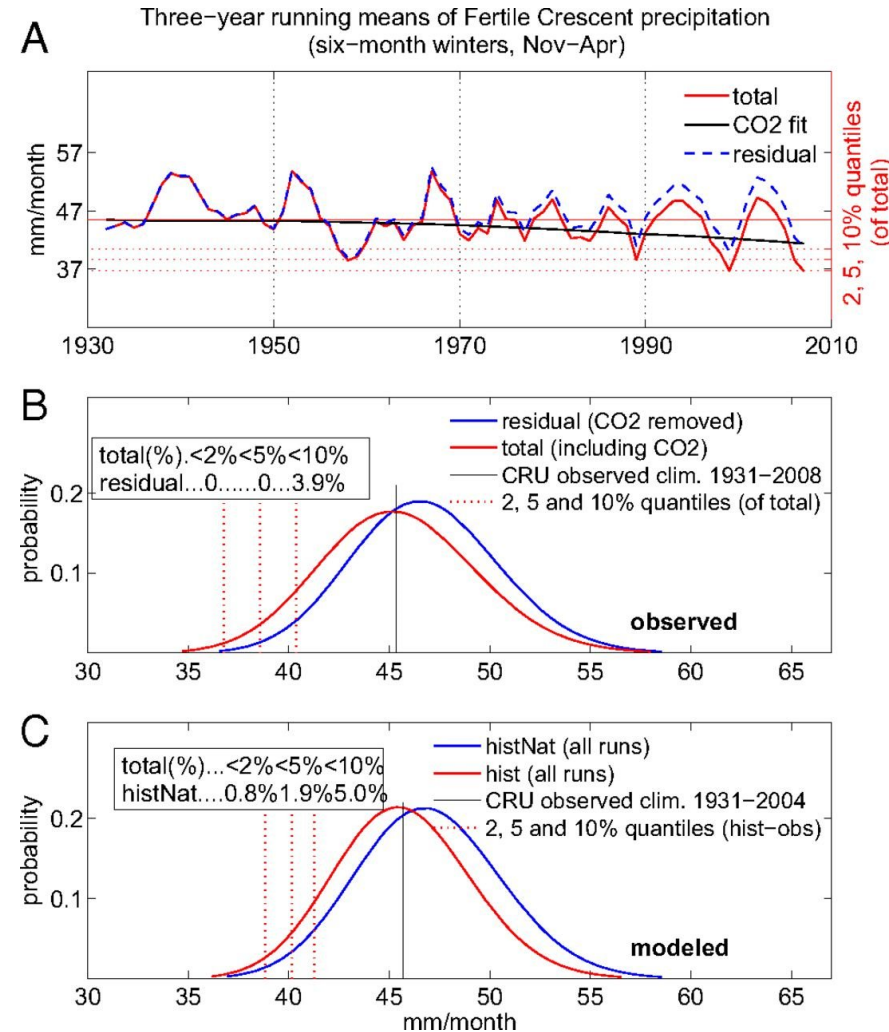 Three-year running means of Fertile Crescent precipitation
(six-month winters, Nov-Apr)
A
total
CO2 fit
residual
57
47
37
mm/month
2, 5, 10% quantiles
(of total)
1930
1950
1970
1990
2010
B
residual (CO2 removed)
total (including CO2)
CRU observed clim. 1931-2008
2, 5 and 10% quantiles (of total)
total(%).<2%<5%<10%
residual...0......0...3.9%
0.2
0.1
probability
observed
30
35
40
45
50
55
60
65
C
histNat (all runs)
hist (all runs)
CRU observed clim. 1931-2004
2, 5 and 10% quantiles (hist-obs)
total(%)...<2%<5%<10%
histNat....0.8%1.9%5.0%
0.2
0.1
probability
modeled
30
35
40
45
50
55
60
65
mm/month